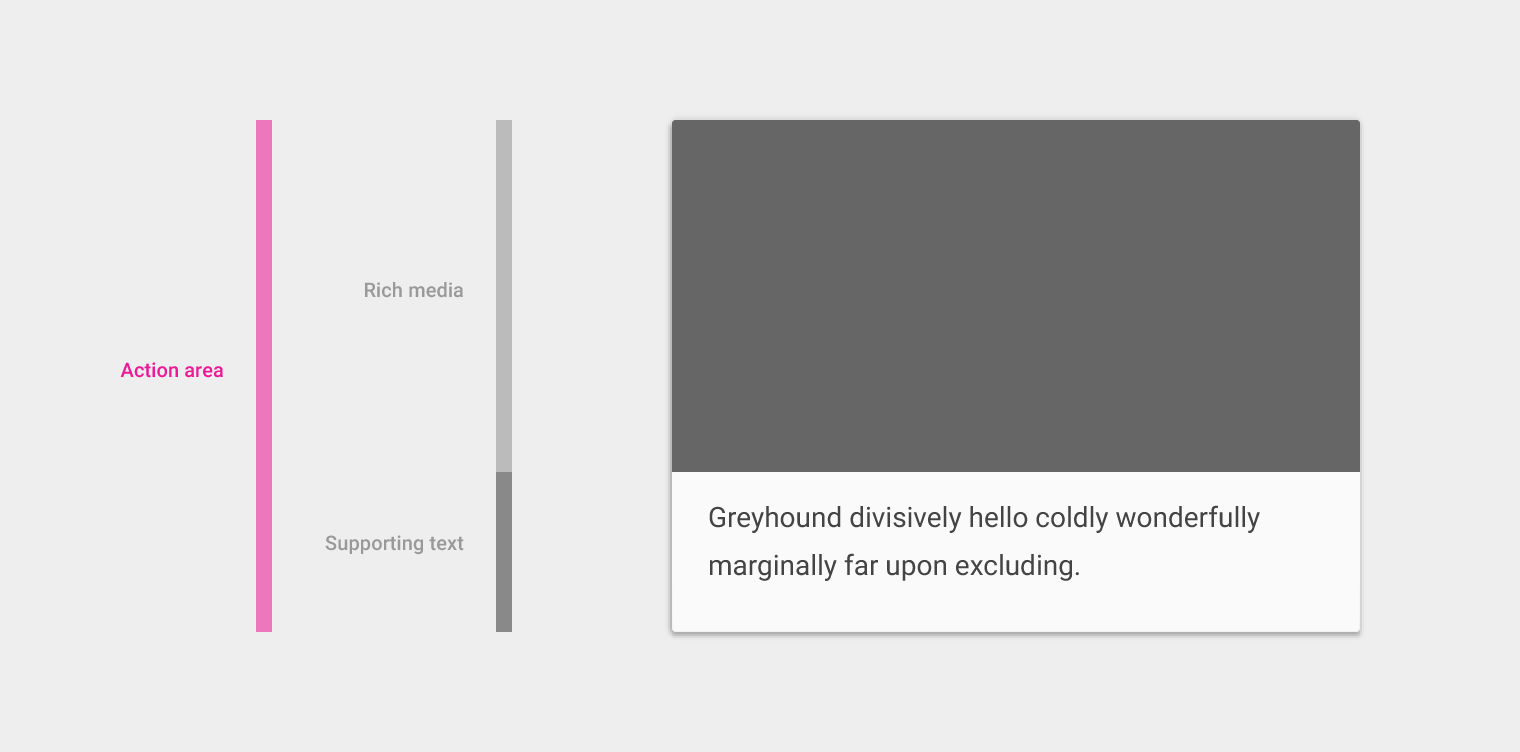 Rich media
Action area
Supporting text
Greyhound divisively hello coldly wonderfully
marginally far upon excluding.